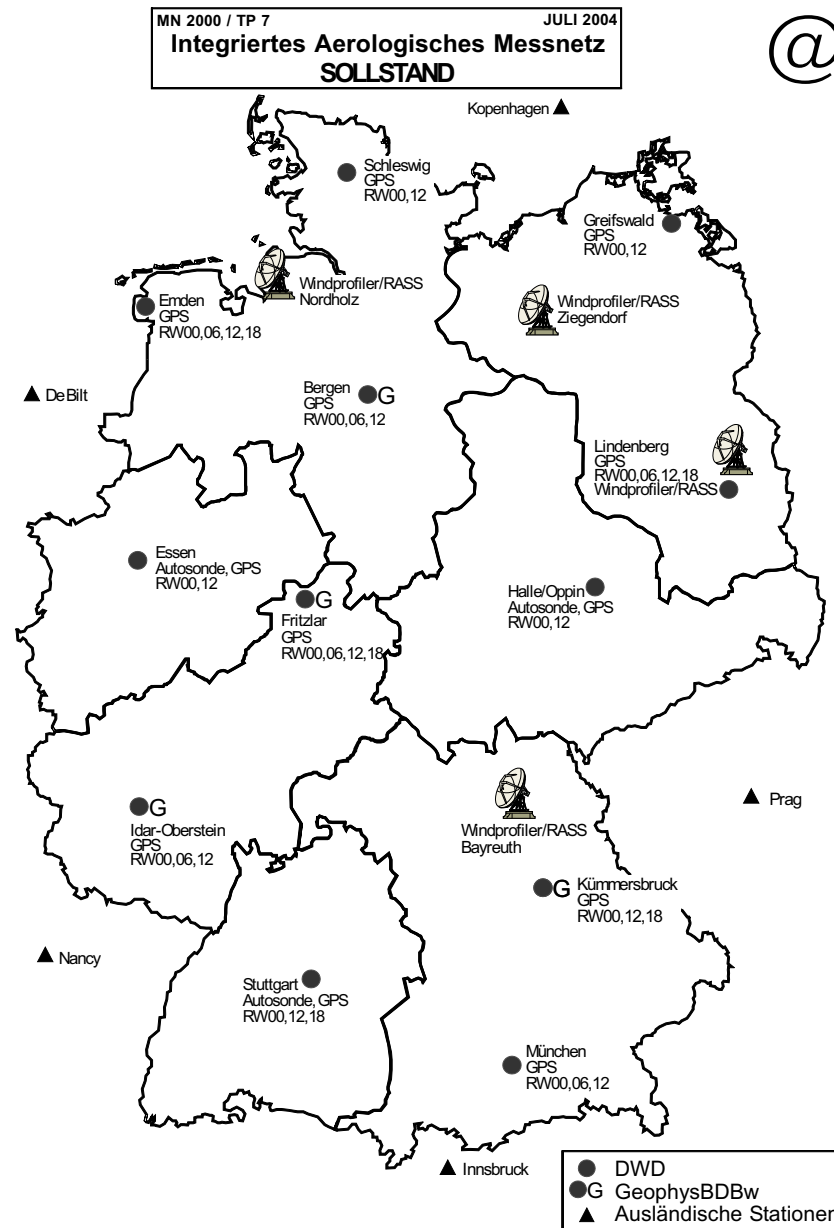 MN 2000 / TP 7 JULI 2004
Integriertes Aerologisches Messnetz
SOLLSTAND
@
Kopenhagen
Schleswig
GPS
RW00,12
Greifswald
GPS
RW00,12
Windprofiler/RASS
Nordholz
Windprofiler/RASS
Ziegendorf
Emden
GPS
RW00,06,12,18
De Bilt
Bergen
GPS
RW00,06,12
G
Lindenberg
GPS
RW00,06,12,18
Windprofiler/RASS
Essen
Autosonde, GPS
RW00,12
G
Fritzlar
GPS
RW00,06,12,18
Halle/Oppin
Autosonde, GPS
RW00,12
Prag
G
Idar-Oberstein
GPS
RW00,06,12
Windprofiler/RASS
Bayreuth
G Kümmersbruck
GPS
RW00,12,18
Nancy
Stuttgart
Autosonde, GPS
RW00,12,18
München
GPS
RW00,06,12
Innsbruck
DWD
G GeophysBDBw
Ausländische Stationen